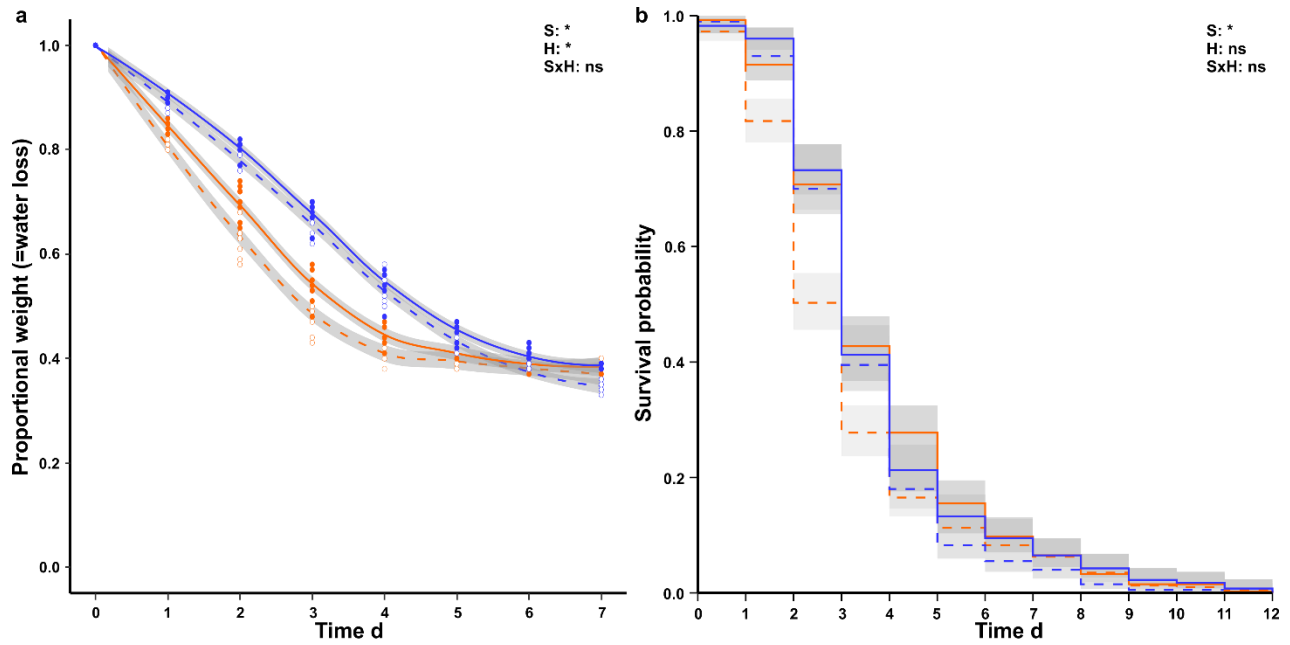 a
S: *
H: *
SxH: ns
Proportional weight (=water loss)
1.0
0.8
0.6
0.4
0.2
0.0
0 1 2 3 4 5 6 7
Time d
b
S: *
H: ns
SxH: ns
Survival probability
1.0
0.8
0.6
0.4
0.2
0.0
0 1 2 3 4 5 6 7 8 9 10 11 12
Time d